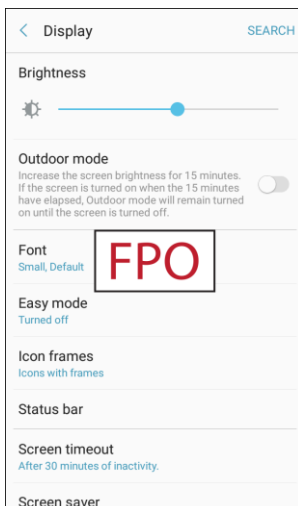 Display SEARCH
Brightness
Outdoor mode
Increase the screen brightness for 15 minutes.
If the screen is turned on when the 15 minutes
have elapsed, Outdoor mode will remain turned
on until the screen is turned off.
Font
Small, Default
FPO
Easy mode
Turned off
Icon frames
Icons with frames
Status bar
Screen timeout
After 30 minutes of inactivity.
Screen saver